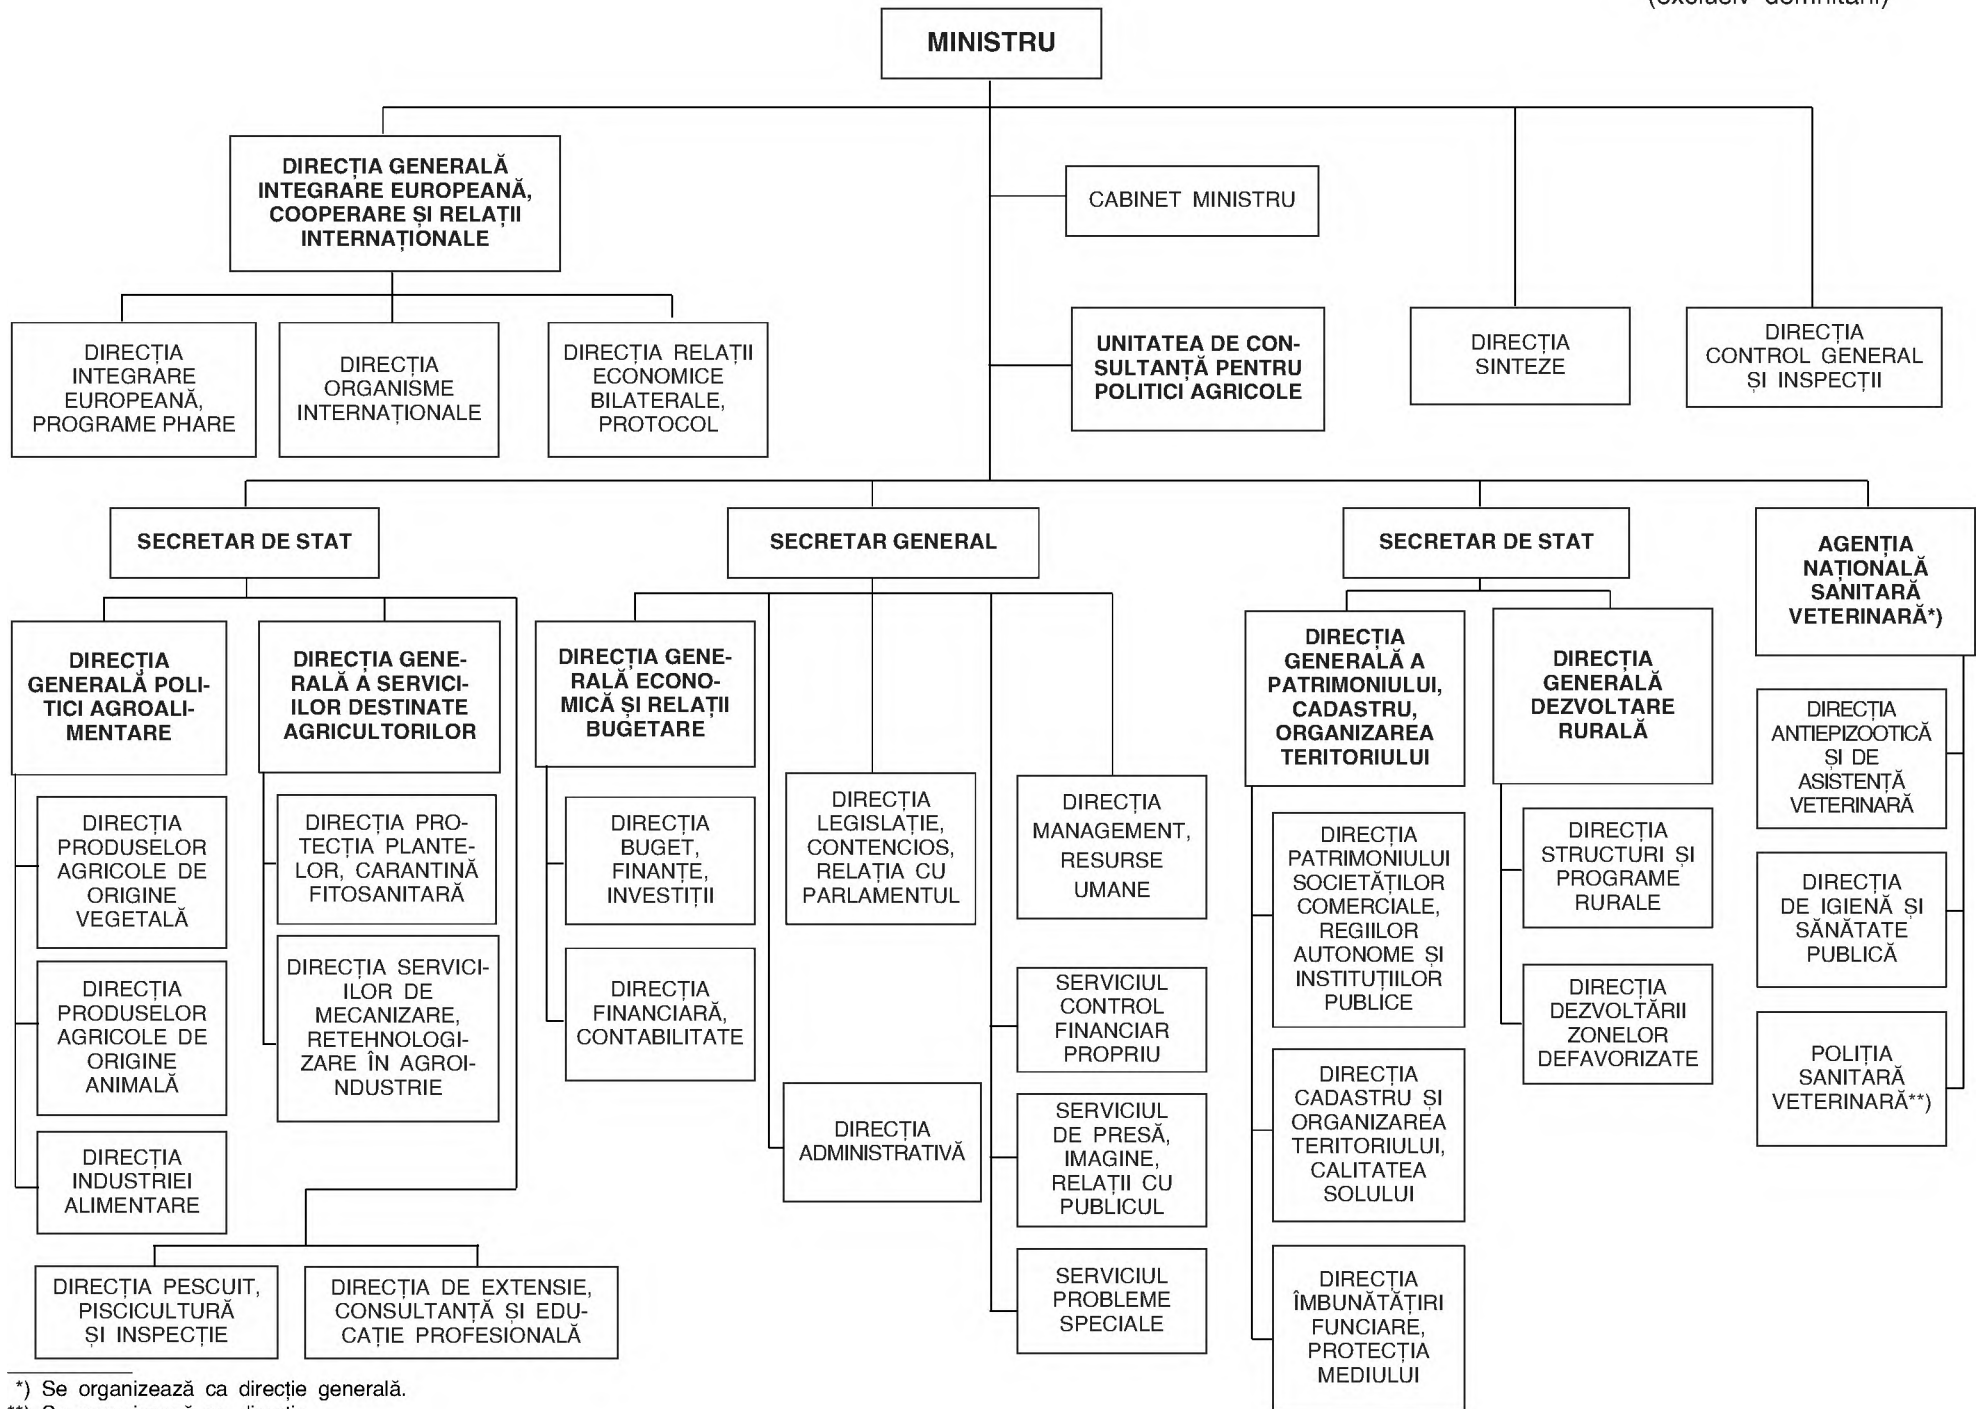 (exclusiv demnitarii)
MINISTRU
DIRECȚIA GENERALĂ
INTEGRARE EUROPEANĂ,
COOPERARE ȘI RELAȚII
INTERNAȚIONALE
CABINET MINISTRU
DIRECȚIA
INTEGRARE
EUROPEANĂ,
PROGRAME PHARE
DIRECȚIA
ORGANISME
INTERNAȚIONALE
DIRECȚIA RELAȚII
ECONOMICE
BILATERALE,
PROTOCOL
UNITATEA DE CON-
SULTANȚĂ PENTRU
POLITICI AGRICOLE
DIRECȚIA
SINTEZE
DIRECȚIA
CONTROL GENERAL
ȘI INSPECȚII
SECRETAR DE STAT
SECRETAR GENERAL
SECRETAR DE STAT
AGENȚIA
NAȚIONALĂ
SANITARĂ
VETERINARĂ*)
DIRECȚIA
GENERALĂ POLI-
TICI AGROALI-
MENTARE
DIRECȚIA GENE-
RALĂ A SERVICI-
ILOR DESTINATE
AGRICULTORILOR
DIRECȚIA GENE-
RALĂ ECONO-
MICĂ ȘI RELAȚII
BUGETARE
DIRECȚIA
GENERALĂ A
PATRIMONIULUI,
CADASTRU,
ORGANIZAREA
TERITORIULUI
DIRECȚIA
GENERALĂ
DEZVOLTARE
RURALĂ
DIRECȚIA
ANTIEPIZOOTICĂ
ȘI DE
ASISTENȚĂ
VETERINARĂ
DIRECȚIA
PRODUSELOR
AGRICOLE DE
ORIGINE
VEGETALĂ
DIRECȚIA PRO-
TECȚIA PLANTE-
LOR, CARANTINĂ
FITOSANITARĂ
DIRECȚIA
BUGET,
FINANȚE,
INVESTIȚII
DIRECȚIA
LEGISLAȚIE,
CONTENCIOS,
RELAȚIA CU
PARLAMENTUL
DIRECȚIA
MANAGEMENT,
RESURSE
UMANE
DIRECȚIA
PATRIMONIULUI
SOCIETĂȚILOR
COMERCIALE,
REGIILOR
AUTONOME ȘI
INSTITUȚIILOR
PUBLICE
DIRECȚIA
STRUCTURI ȘI
PROGRAME
RURALE
DIRECȚIA
DE IGIENĂ ȘI
SĂNĂTATE
PUBLICĂ
DIRECȚIA
PRODUSELOR
AGRICOLE DE
ORIGINE
ANIMALĂ
DIRECȚIA SERVICI-
ILOR DE
MECANIZARE,
RETEHNOLOGI-
ZARE ÎN AGROI-
NDUSTRIE
DIRECȚIA
FINANCIARĂ,
CONTABILITATE
SERVICIUL
CONTROL
FINANCIAR
PROPRIU
DIRECȚIA
DEZVOLTĂRII
ZONELOR
DEFAVORIZATE
POLIȚIA
SANITARĂ
VETERINARĂ**)
DIRECȚIA
INDUSTRIEI
ALIMENTARE
DIRECȚIA
ADMINISTRATIVĂ
SERVICIUL
DE PRESĂ,
IMAGINE,
RELAȚII CU
PUBLICUL
DIRECȚIA
CADASTRU ȘI
ORGANIZAREA
TERITORIULUI,
CALITATEA
SOLULUI
DIRECȚIA PESCUIT,
PISCICULTURĂ
ȘI INSPECȚIE
DIRECȚIA DE EXTENSIE,
CONSULTANȚĂ ȘI EDU-
CAȚIE PROFESIONALĂ
SERVICIUL
PROBLEME
SPECIALE
DIRECȚIA
ÎMBUNĂTĂȚIRI
FUNCIARE,
PROTECȚIA
MEDIULUI
*) Se organizează ca direcție generală.